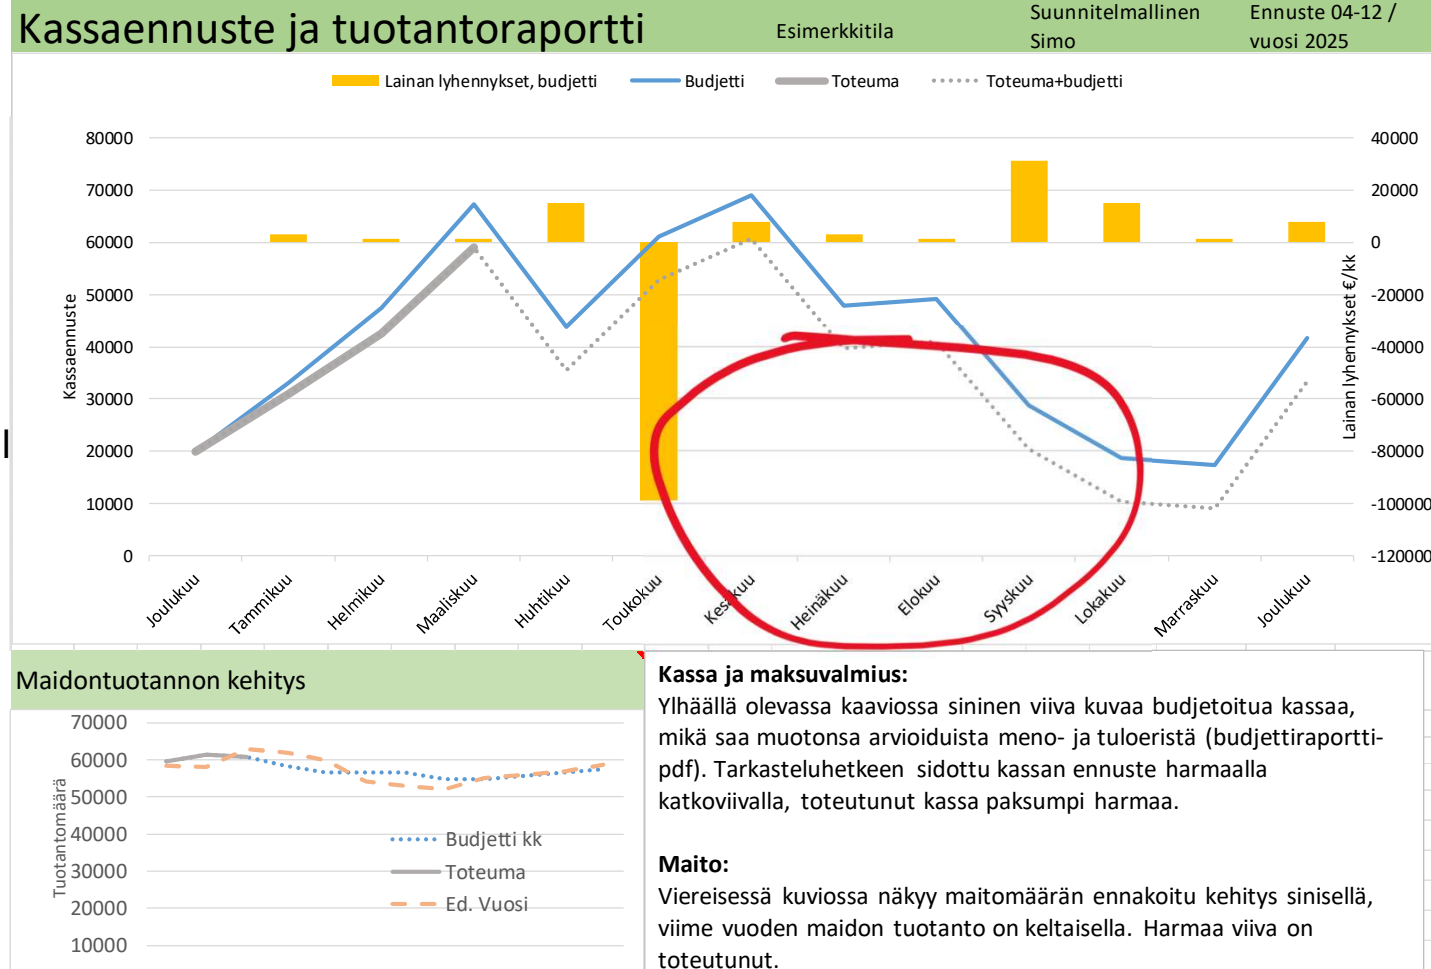 Kassaennuste ja tuotantoraportti
Esimerkkitila
Suunnitelmallinen
Simo
Ennuste 04-12 /
vuosi 2025
Lainan lyhennykset, budjetti
Budjetti
Toteuma
Toteuma+budjetti
Kassaennuste
80000
70000
60000
50000
40000
30000
20000
10000
0
40000
20000
0
-20000
-40000
-60000
-80000
-100000
-120000
Lainan lyhennykset €/kk
Joulukuu
Tammikuu
Helmikuu
Maaliskuu
Huhtikuu
Toukokuu
Kesäkuu
Heinäkuu
Elokuu
Syyskuu
Lokakuu
Marraskuu
Joulukuu
Maidontuotannon kehitys
Tuotantomäärä
70000
60000
50000
40000
30000
20000
10000
Budjetti kk
Toteuma
Ed. Vuosi
Kassa ja maksuvalmius:
Ylhäällä olevassa kaaviossa sininen viiva kuvaa budjetoitua kassaa,
mikä saa muotonsa arvioiduista meno- ja tuloeristä (budjettiraportti-
pdf). Tarkasteluhetkeen sidottu kassan ennuste harmaalla
katkoviivalla, toteutunut kassa paksumpi harmaa.
Maito:
Viereisessä kuviossa näkyy maitomäärän ennakoitu kehitys sinisellä,
viime vuoden maidon tuotanto on keltaisella. Harmaa viiva on
toteutunut.